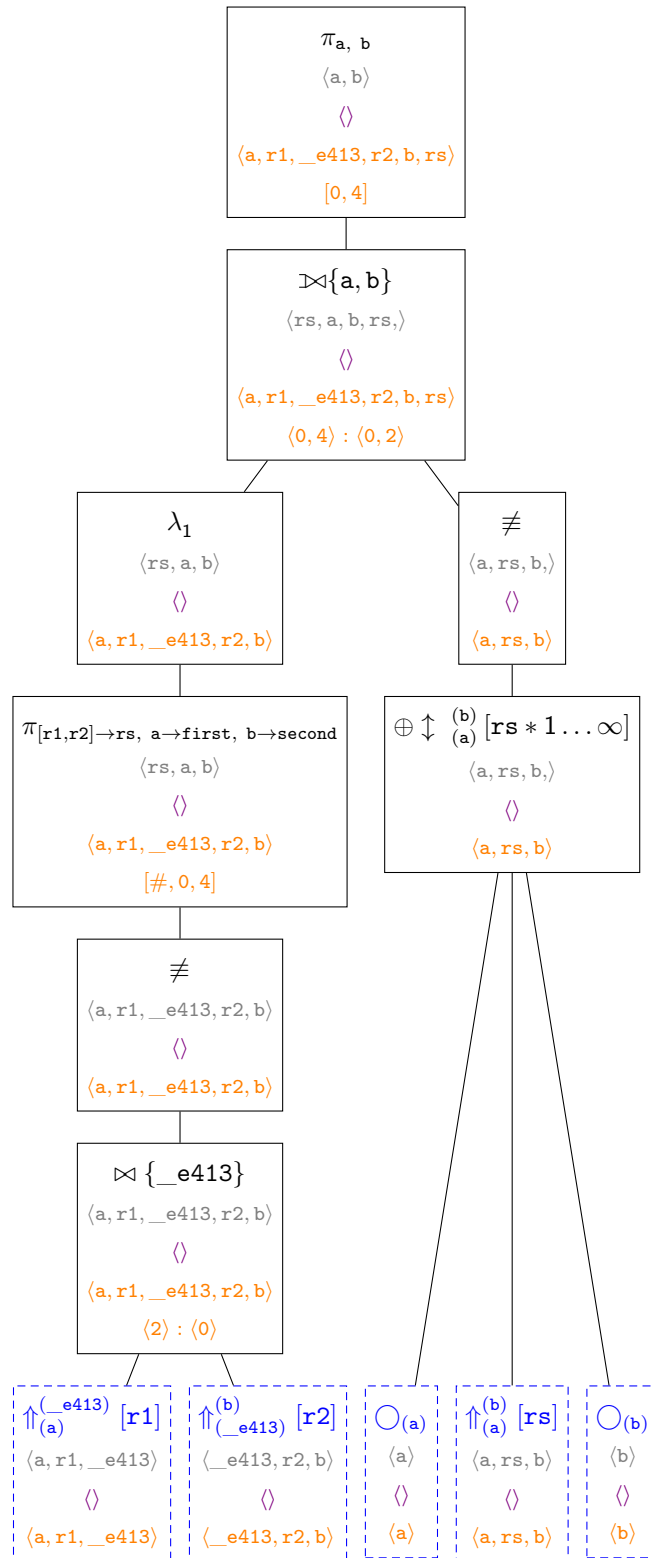 π a, b
⟨a, b⟩
⟨⟩
⟨a, r1, __e413, r2, b, rs⟩
[0, 4]
⟕{a, b}
⟨rs, a, b, rs,⟩
⟨⟩
⟨a, r1, __e413, r2, b, rs⟩
⟨0, 4⟩ : ⟨0, 2⟩
λ1
⟨rs, a, b⟩
⟨⟩
⟨a, r1, __e413, r2, b⟩
≢
⟨a, rs, b,⟩
⟨⟩
⟨a, rs, b⟩
π [r1,r2]→rs, a→first, b→second
⟨rs, a, b⟩
⟨⟩
⟨a, r1, __e413, r2, b⟩
[#, 0, 4]
⊕ ↕ (b) (a) [rs * 1 … ∞]
⟨a, rs, b,⟩
⟨⟩
⟨a, rs, b⟩
≢
⟨a, r1, __e413, r2, b⟩
⟨⟩
⟨a, r1, __e413, r2, b⟩
⋈ {__e413}
⟨a, r1, __e413, r2, b⟩
⟨⟩
⟨a, r1, __e413, r2, b⟩
⟨2⟩ : ⟨0⟩
⇑ (__e413) (a) [r1]
⟨a, r1, __e413⟩
⟨⟩
⟨a, r1, __e413⟩
⇑ (b) (__e413) [r2]
⟨__e413, r2, b⟩
⟨⟩
⟨__e413, r2, b⟩
◯(a)
⟨a⟩
⟨⟩
⟨a⟩
⇑ (b) (a) [rs]
⟨a, rs, b⟩
⟨⟩
⟨a, rs, b⟩
◯(b)
⟨b⟩
⟨⟩
⟨b⟩